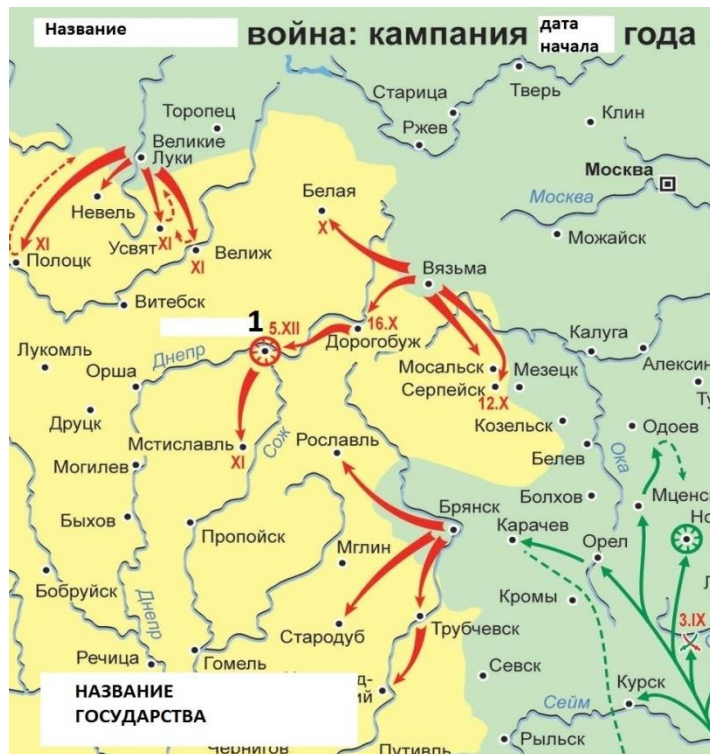 Название война: кампания дата начала года
Торопец
Старица
Тверь
Ржев
Клин
Великие
Луки
Москва
Белая
Москва
Невель
X
Усвят
XI
XI
Велиж
XI
Можайск
Полоцк
Вязьма
Витебск
1
5.XII
16.X
Дорогобуж
Калуга
Лукомль
Днепр
Мосальск
Мезецк
Алексин
Орша
Серпейск
12.X
Друцк
Козельск
Одоев
Мстиславль
XI
Сож
Рославль
Белев
Ока
Могилев
Болхов
Мценск
Брянск
Быхов
Пропойск
Карачев
Но
Мглин
Орел
Бобруйск
Днепр
Кромы
3.IX
Стародуб
Трубчевск
Речица
Гомель
Севск
Курск
НАЗВАНИЕ
ГОСУДАРСТВА
Сейм
Чернигов
Путивль
Рыльск